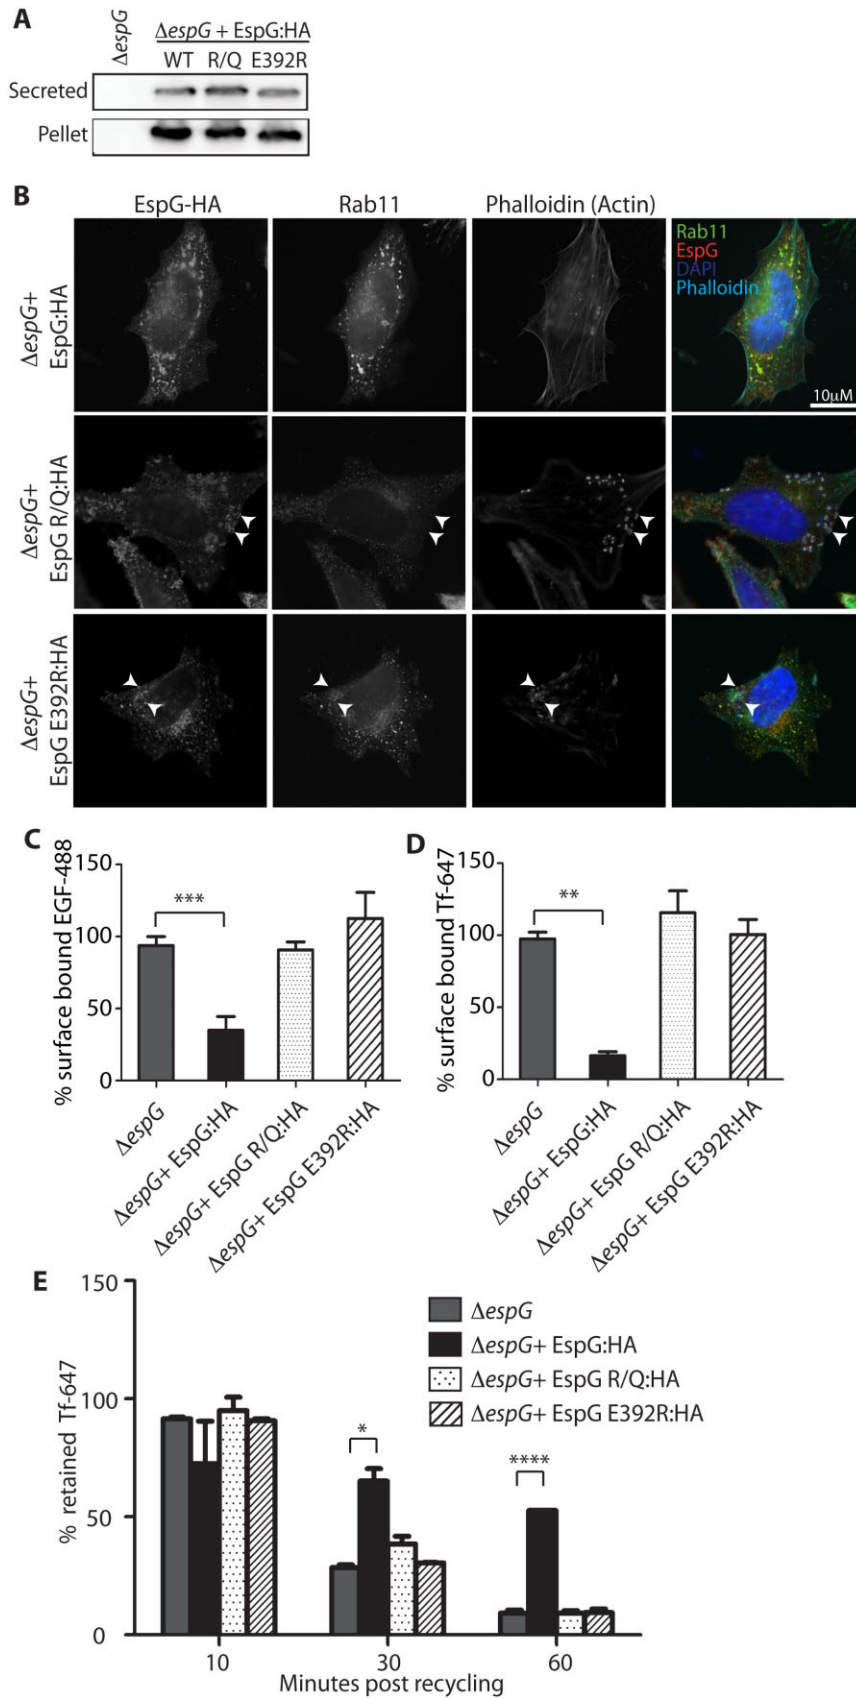 A
ΔespG
ΔespG + EspG:HA
WT R/Q E392R
Secreted
Pellet
B
EspG-HA Rab11 Phalloidin (Actin)
ΔespG+
EspG:HA
Rab11
EspG
DAPI
Phalloidin
10μM
ΔespG+
EspG R/Q:HA
ΔespG+
EspG E392R:HA
C
% surface bound EGF-488
150
100
50
0
***
ΔespG
ΔespG+ EspG:HA
ΔespG+ EspG R/Q:HA
ΔespG+ EspG E392R:HA
D
% surface bound Tf-647
150
100
50
0
**
ΔespG
ΔespG+ EspG:HA
ΔespG+ EspG R/Q:HA
ΔespG+ EspG E392R:HA
E
% retained Tf-647
150
100
50
0
ΔespG
ΔespG+ EspG:HA
ΔespG+ EspG R/Q:HA
ΔespG+ EspG E392R:HA
*
****
10 30 60
Minutes post recycling